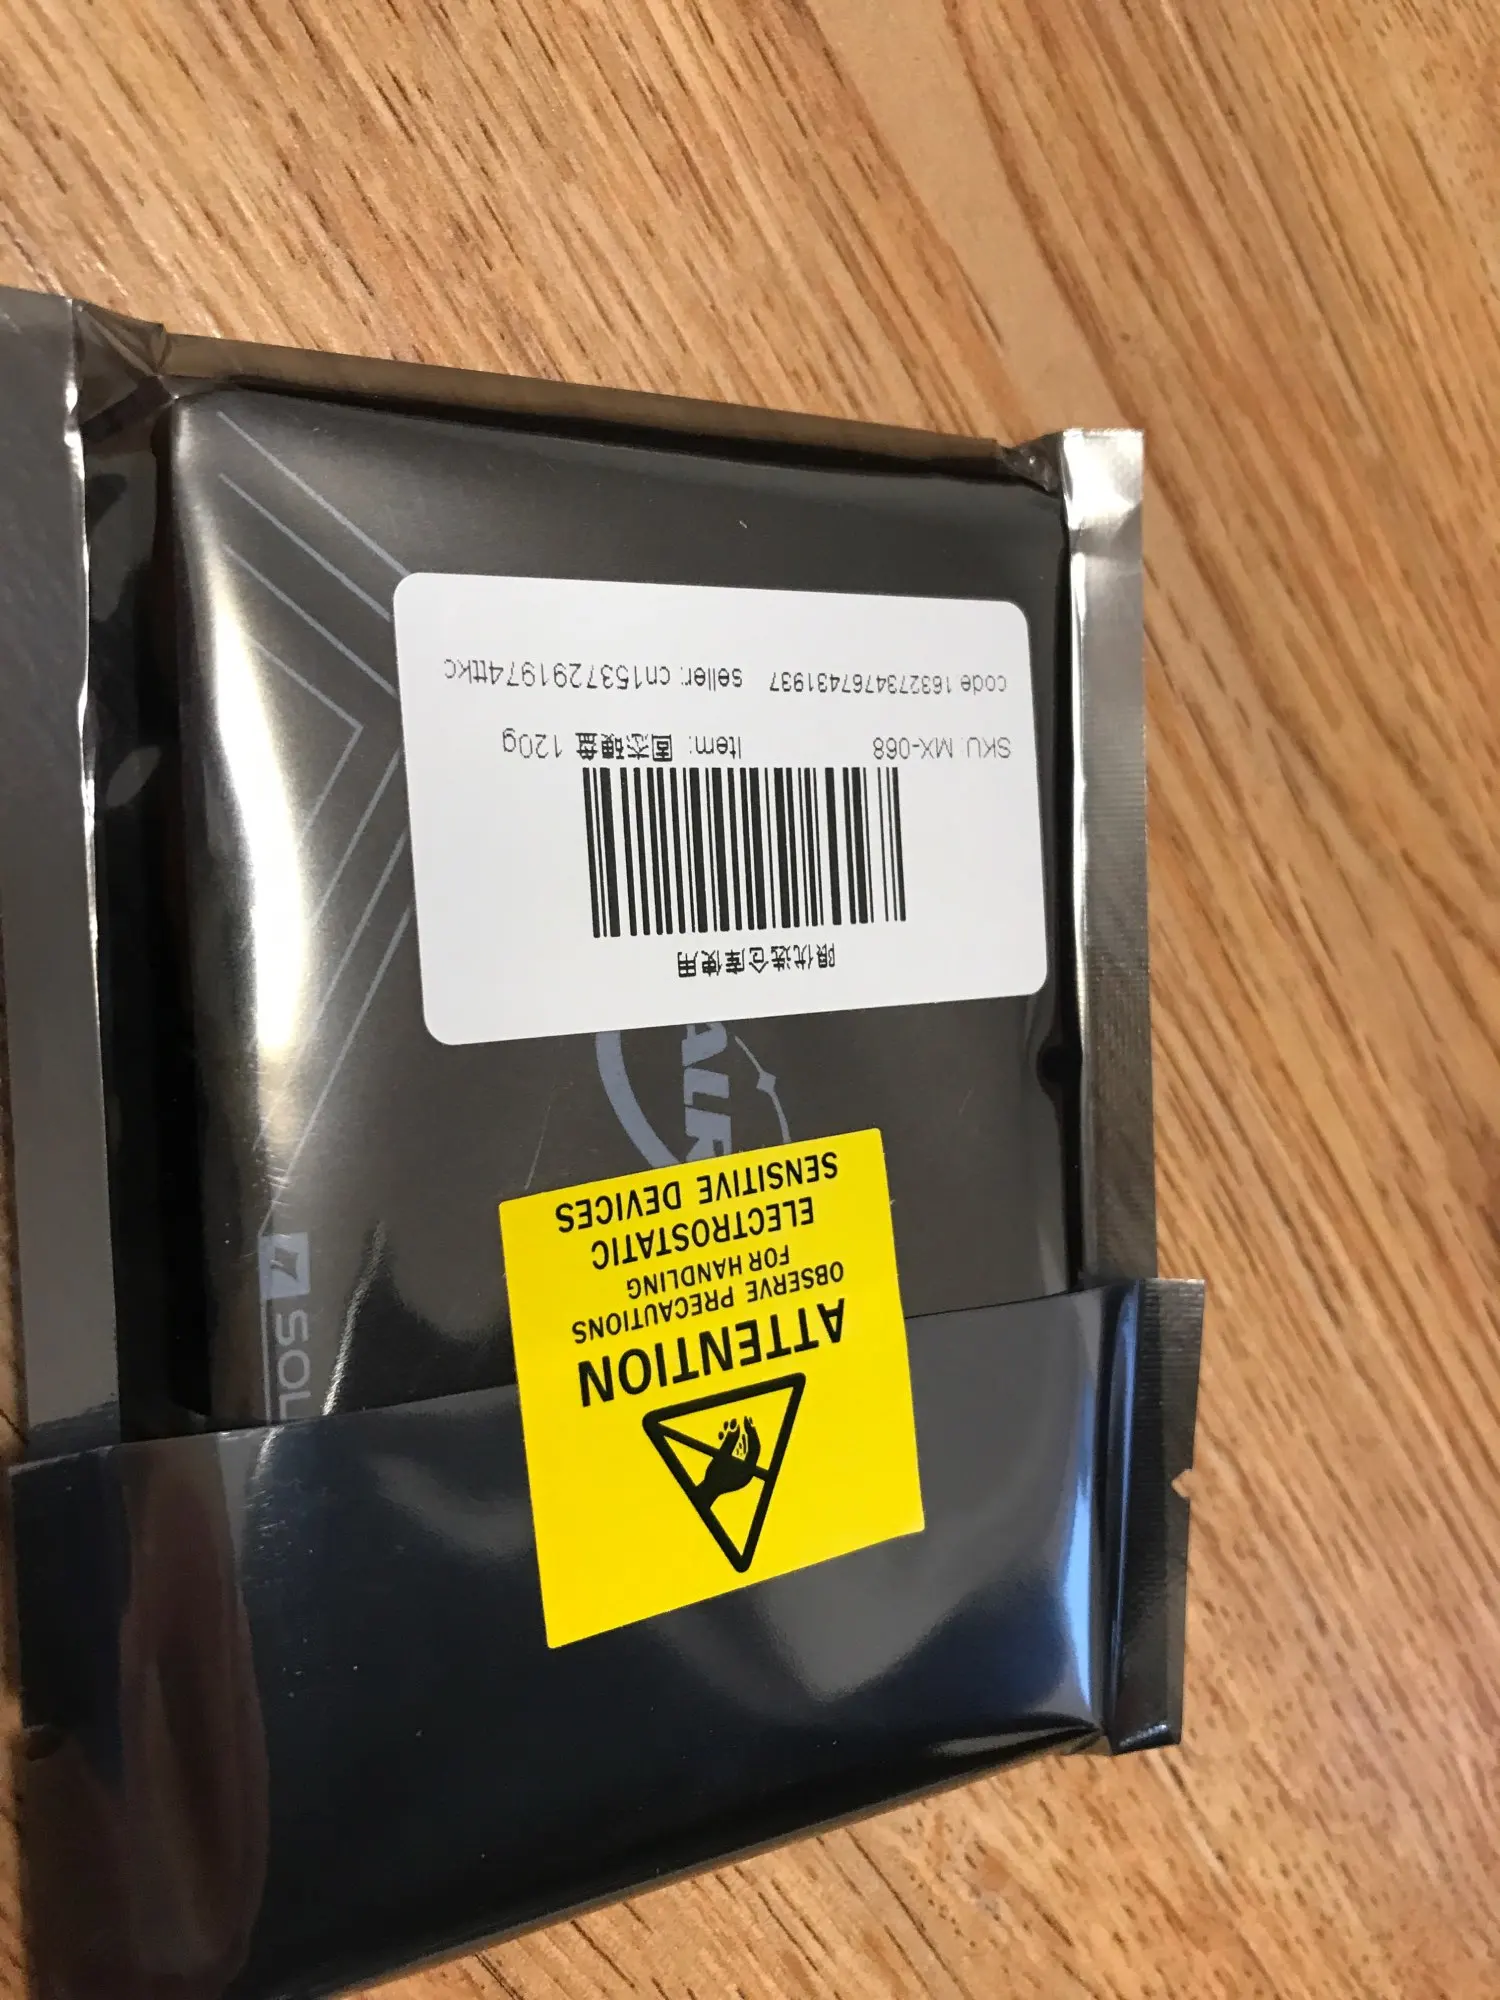 限优选仓库使用
SKU: MX-068 Item: 固态硬盘 120g
code 1632734767431937 seller: cn1537291974ttkc
ATTENTION
OBSERVE PRECAUTIONS
FOR HANDLING
ELECTROSTATIC
SENSITIVE DEVICES
ALR
SOL